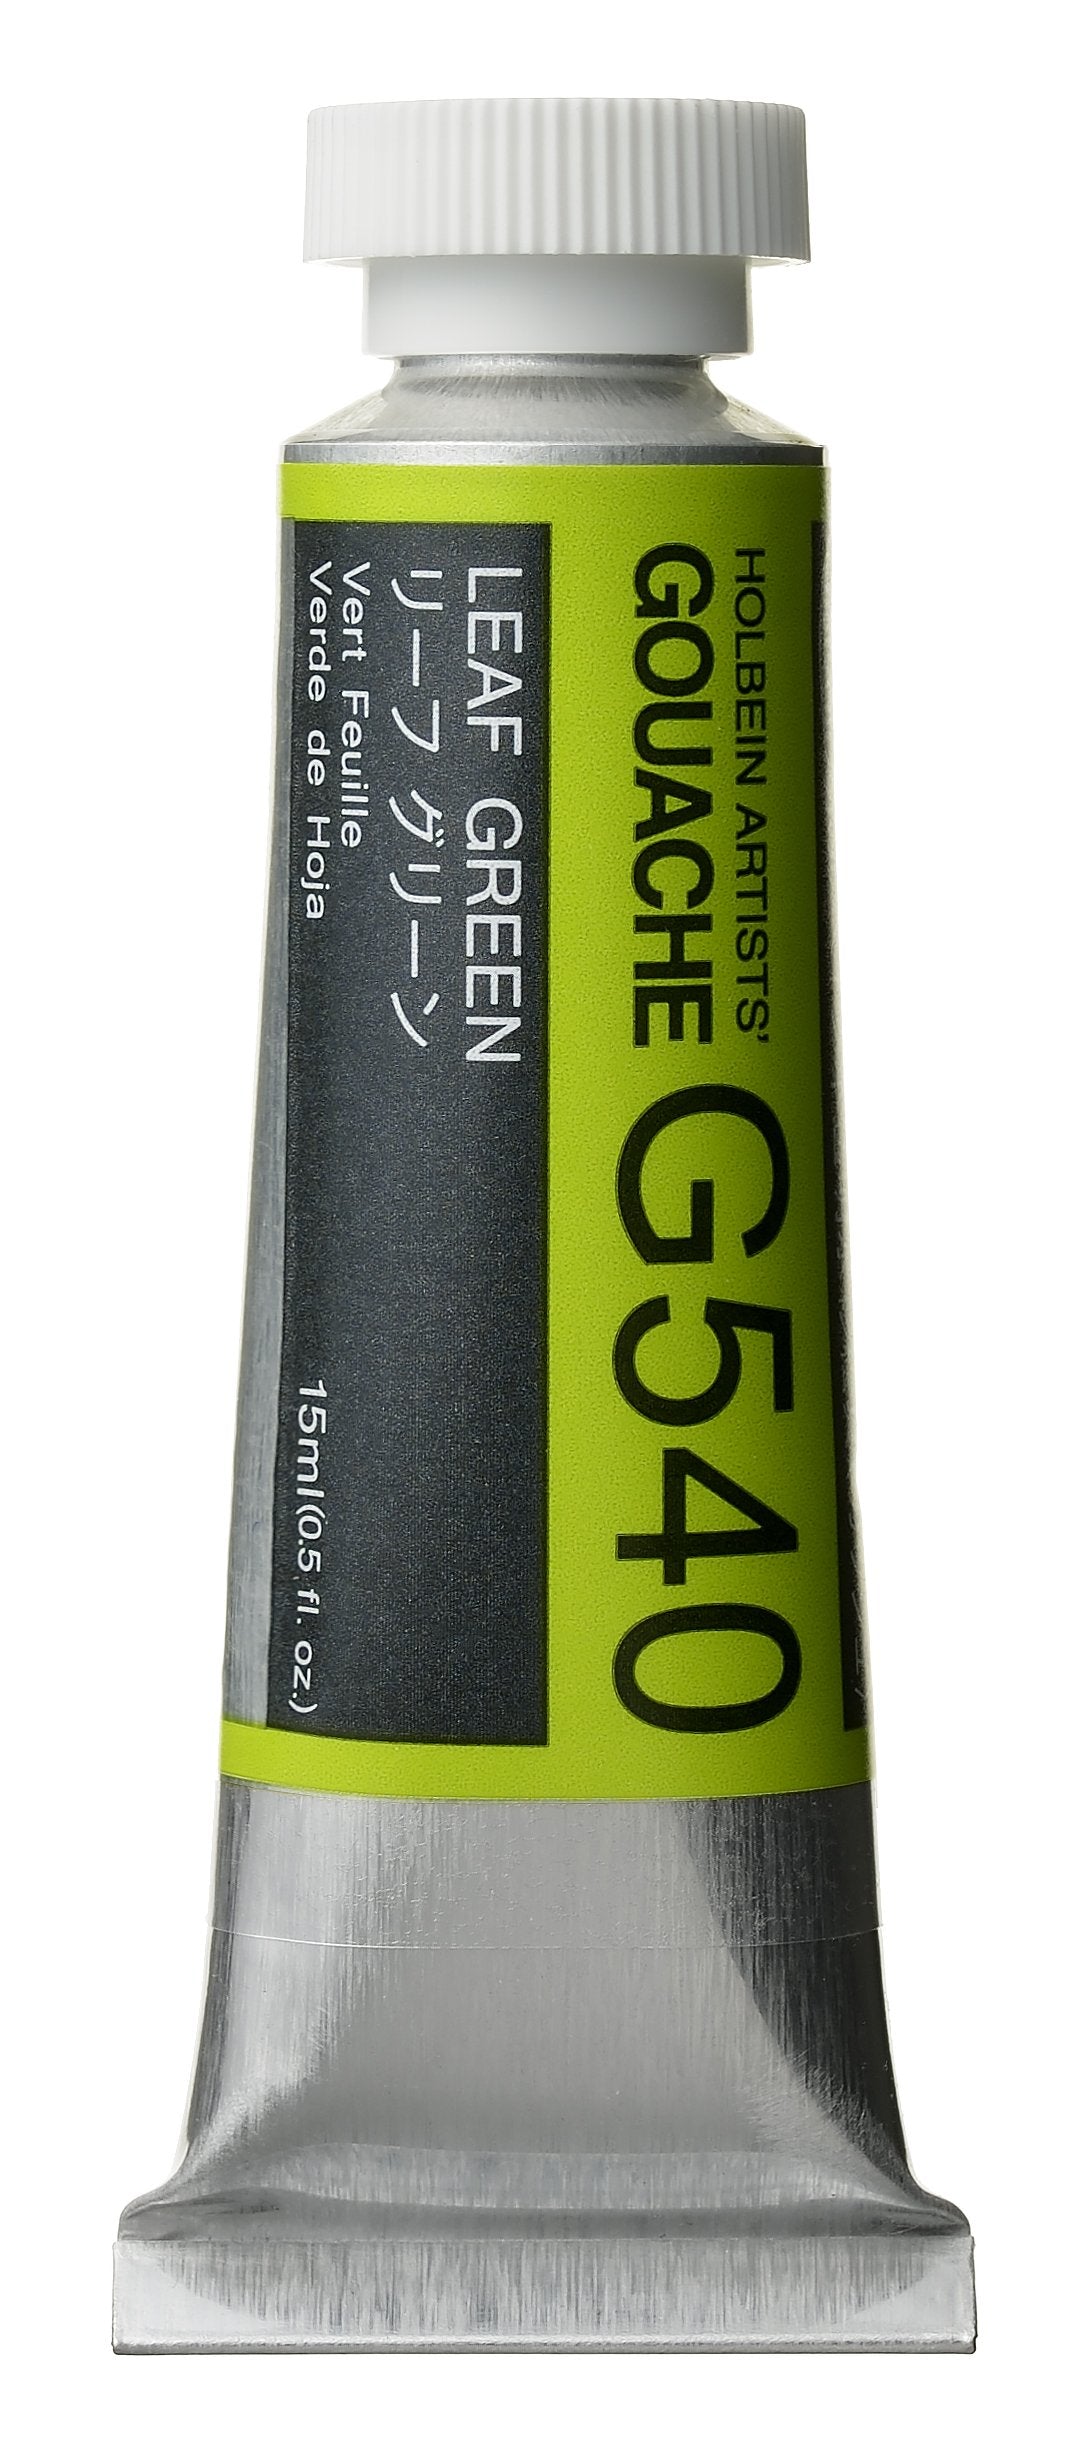 HOLBEIN ARTISTS'
GOUACHE G540
LEAF GREEN
リーフ グリーン
Vert Feuille
Verde de Hoja
15ml(0.5 fl. oz.)